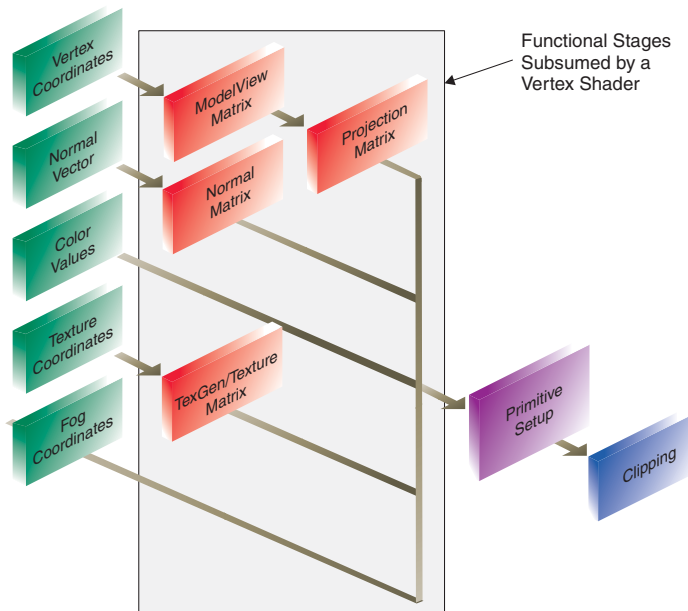 Vertex
Coordinates
Functional Stages
Subsumed by a
Vertex Shader
ModelView
Matrix
Projection
Matrix
Normal
Vector
Normal
Matrix
Color
Values
Texture
Coordinates
TexGen/Texture
Matrix
Fog
Coordinates
Primitive
Setup
Clipping